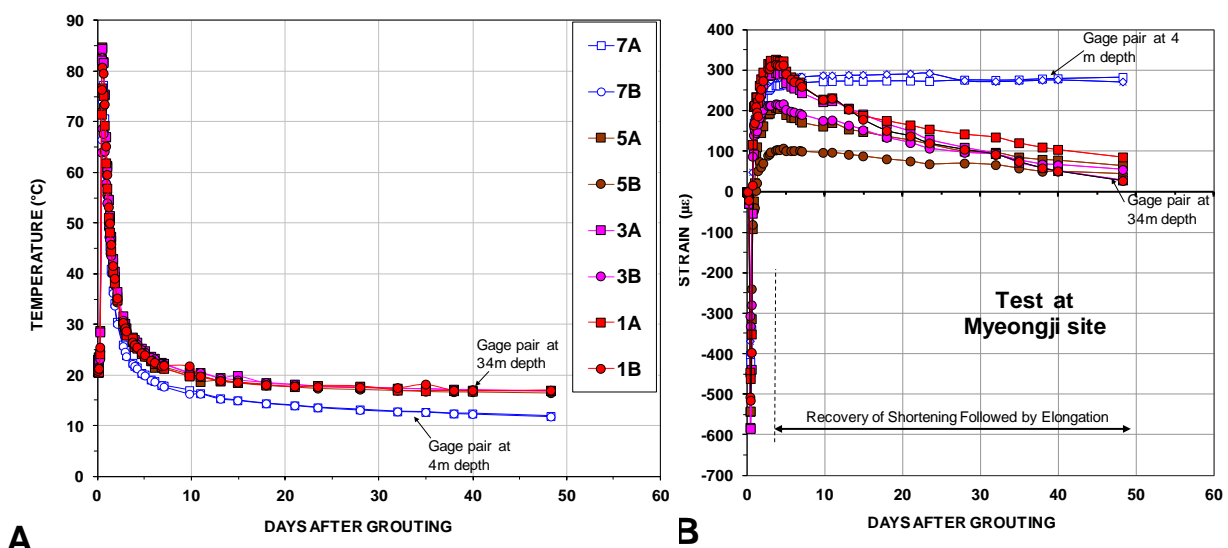 90
80
70
60
50
40
30
20
10
0
TEMPERATURE (°C)
0 10 20 30 40 50 60
DAYS AFTER GROUTING
Gage pair at
34m depth
Gage pair at
4m depth
7A
7B
5A
5B
3A
3B
1A
1B
A
400
300
200
100
0
-100
-200
-300
-400
-500
-600
-700
STRAIN (µε)
Gage pair at 4
m depth
Gage pair at
34m depth
Test at
Myeongji site
Recovery of Shortening Followed by Elongation
0 10 20 30 40 50 60
DAYS AFTER GROUTING
B